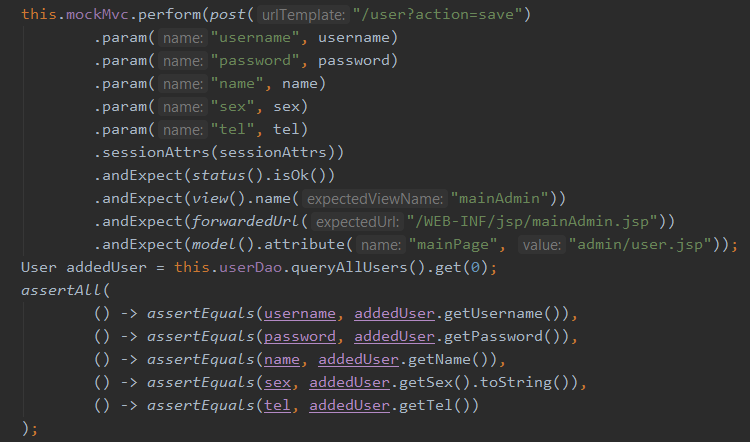 this.mockMvc.perform(post( urlTemplate: "/user?action=save")
.param( name: "username", username)
.param( name: "password", password)
.param( name: "name", name)
.param( name: "sex", sex)
.param( name: "tel", tel)
.sessionAttrs(sessionAttrs))
.andExpect(status().isOk())
.andExpect(view().name( expectedViewName: "mainAdmin"))
.andExpect(forwardedUrl( expectedUrl: "/WEB-INF/jsp/mainAdmin.jsp"))
.andExpect(model().attribute( name: "mainPage", value: "admin/user.jsp"));
User addedUser = this.userDao.queryAllUsers().get(0);
assertAll(
() -> assertEquals(username, addedUser.getUsername()),
() -> assertEquals(password, addedUser.getPassword()),
() -> assertEquals(name, addedUser.getName()),
() -> assertEquals(sex, addedUser.getSex().toString()),
() -> assertEquals(tel, addedUser.getTel())
);